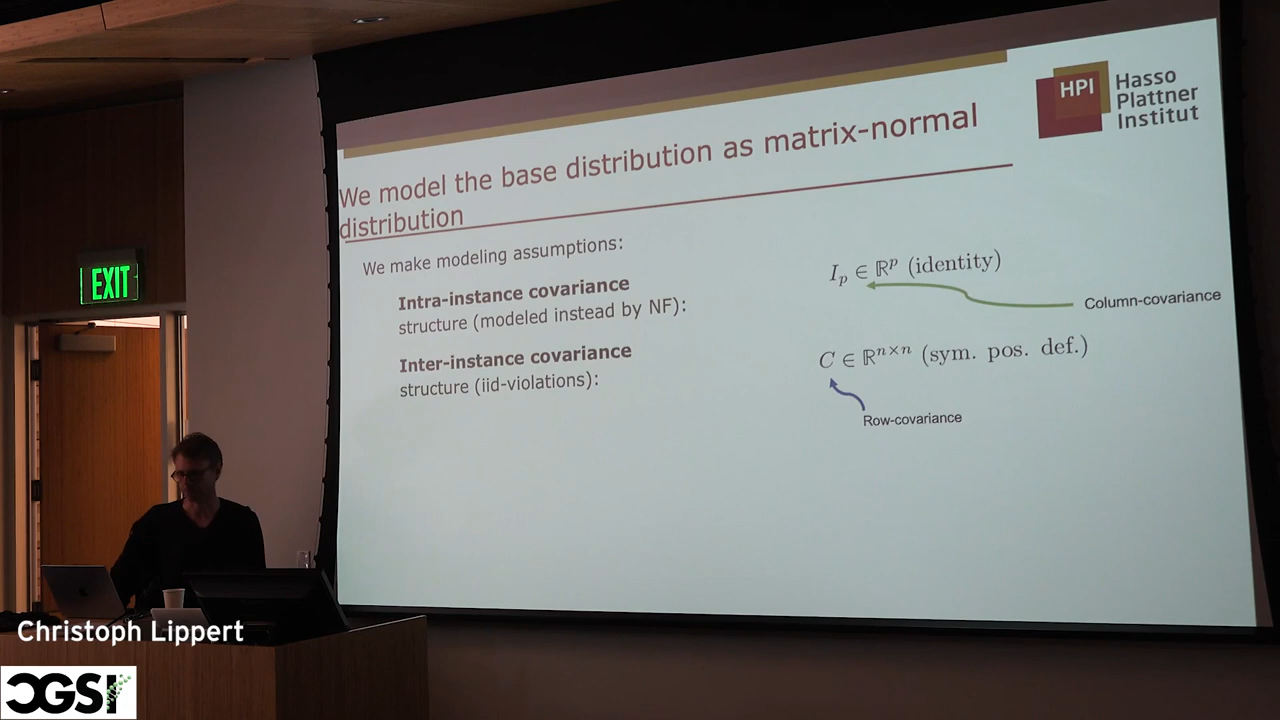 HPI Hasso
Plattner
Institut
We model the base distribution as matrix-normal
distribution
We make modeling assumptions:
Intra-instance covariance
structure (modeled instead by NF):
I_p ∈ ℝ^p (identity)
Column-covariance
Inter-instance covariance
structure (iid-violations):
C ∈ ℝ^{n×n} (sym. pos. def.)
Row-covariance
EXIT
Christoph Lippert
CGSI